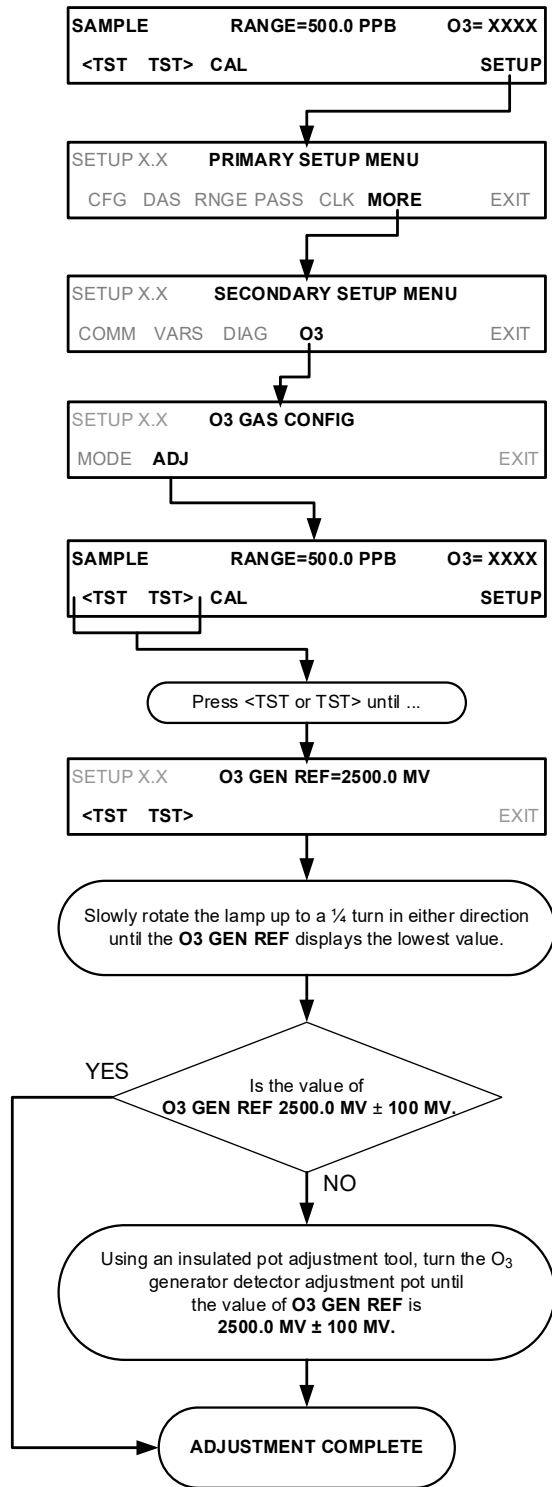 SAMPLE RANGE=500.0 PPB O3= XXXX
<TST TST> CAL SETUP
SETUP X.X PRIMARY SETUP MENU
CFG DAS RNGE PASS CLK MORE EXIT
SETUP X.X SECONDARY SETUP MENU
COMM VARS DIAG O3 EXIT
SETUP X.X O3 GAS CONFIG
MODE ADJ EXIT
SAMPLE RANGE=500.0 PPB O3= XXXX
<TST TST> CAL SETUP
Press <TST or TST> until ...
SETUP X.X O3 GEN REF=2500.0 MV
<TST TST> EXIT
Slowly rotate the lamp up to a ¼ turn in either direction
until the O3 GEN REF displays the lowest value.
YES
Is the value of
O3 GEN REF 2500.0 MV ± 100 MV.
NO
Using an insulated pot adjustment tool, turn the O3
generator detector adjustment pot until
the value of O3 GEN REF is
2500.0 MV ± 100 MV.
ADJUSTMENT COMPLETE